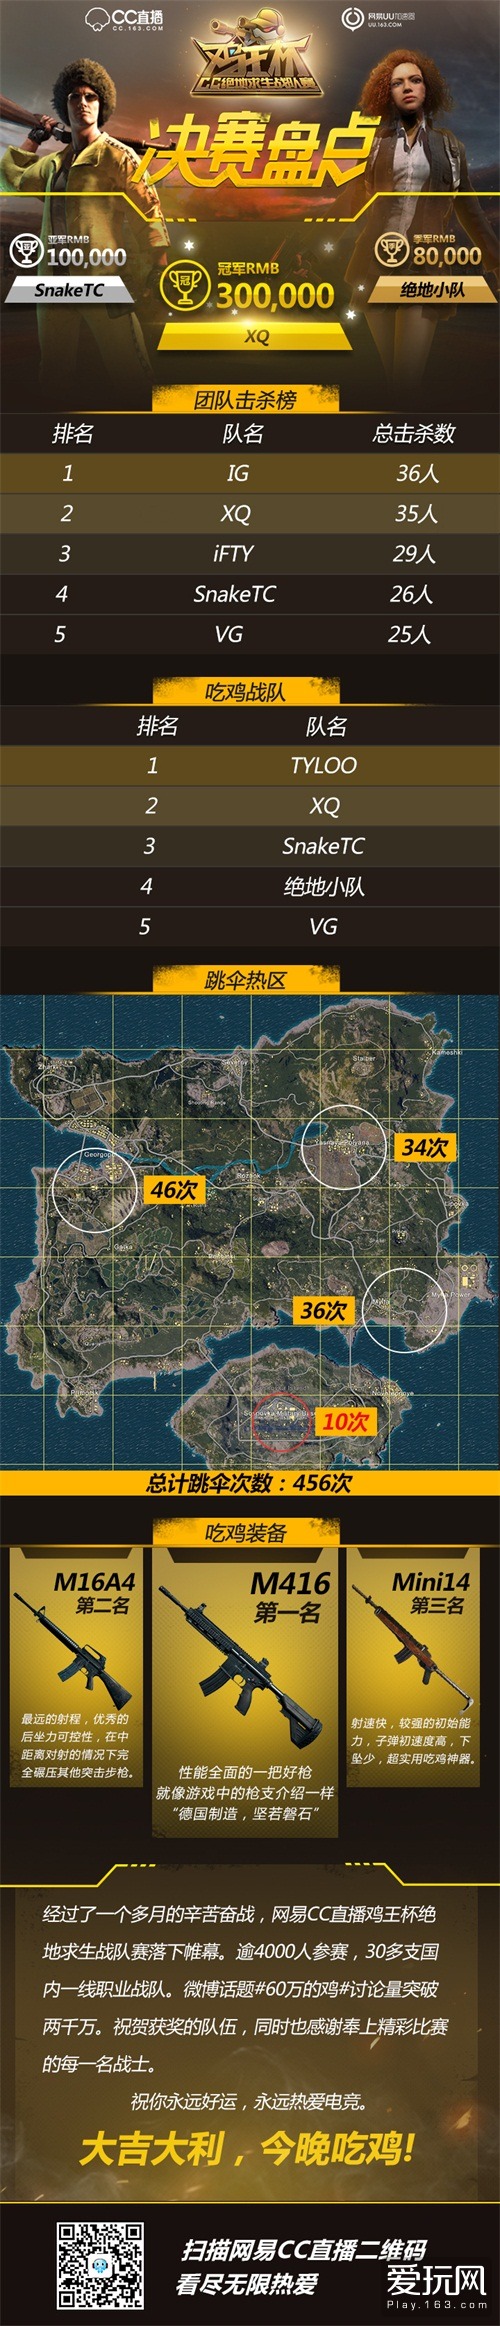 CC直播
CC.163.COM
网易UU加速器
UU.163.COM
鸡王杯
CC绝地求生战队赛
决赛盘点
亚军RMB
100,000
SnakeTC
冠
冠军RMB
300,000
XQ
季军RMB
80,000
绝地小队
团队击杀榜
排名 队名 总击杀数
1 IG 36人
2 XQ 35人
3 iFTY 29人
4 SnakeTC 26人
5 VG 25人
吃鸡战队
排名 队名
1 TYLOO
2 XQ
3 SnakeTC
4 绝地小队
5 VG
跳伞热区
Zharki
Severny
Stalber
Kameshki
Shooting Range
Georgopol
Yasnaya Polyana
34次
46次
Rozhok
Gatka
Mylta Power
36次
Primorsk
Novorepnoye
Sosnovka Military Base
10次
总计跳伞次数：456次
吃鸡装备
M16A4
第二名
最远的射程，优秀的
后坐力可控性，在中
距离对射的情况下完
全碾压其他突击步枪。
M416
第一名
性能全面的一把好枪
就像游戏中的枪支介绍一样
“德国制造，坚若磐石”
Mini14
第三名
射速快，较强的初始能
力，子弹初速度高，下
坠少，超实用吃鸡神器。
经过了一个多月的辛苦奋战，网易CC直播鸡王杯绝
地求生战队赛落下帷幕。逾4000人参赛，30多支国
内一线职业战队。微博话题#60万的鸡#讨论量突破
两千万。祝贺获奖的队伍，同时也感谢奉上精彩比赛
的每一名战士。
祝你永远好运，永远热爱电竞。
大吉大利，今晚吃鸡!
扫描网易CC直播二维码
看尽无限热爱
爱玩网
Play.163.com